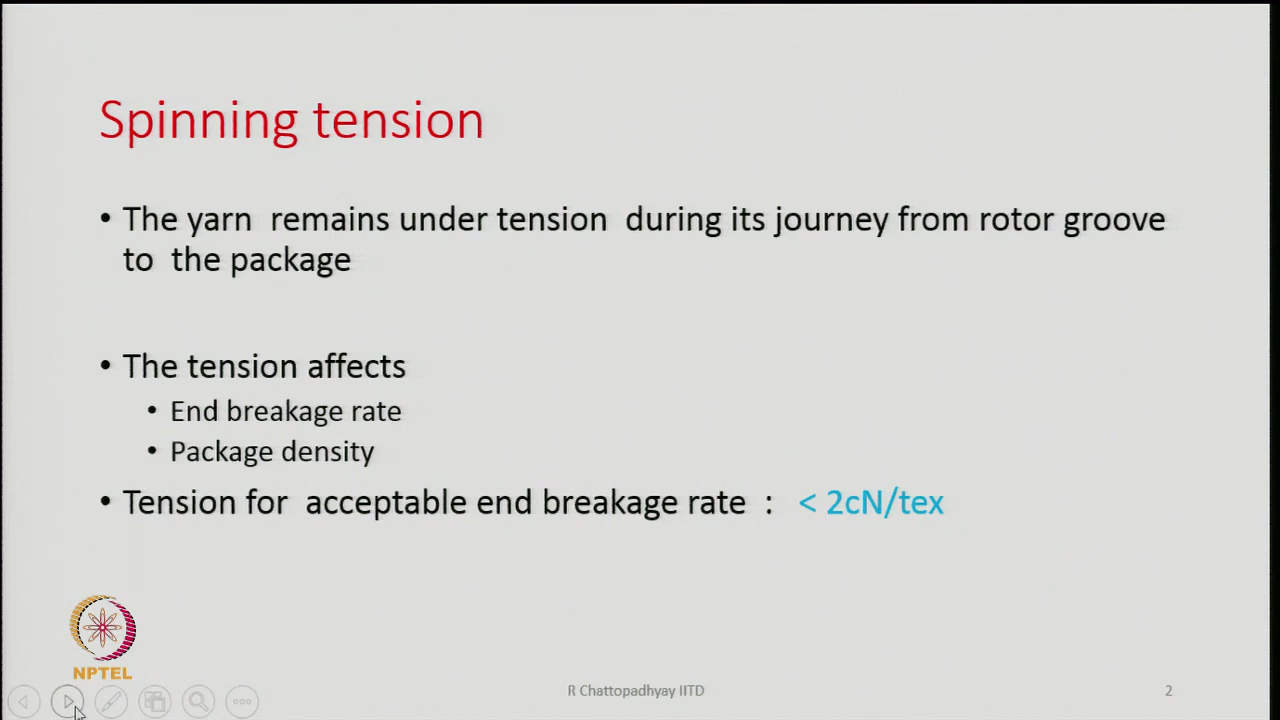 Spinning tension
• The yarn remains under tension during its journey from rotor groove
to the package
• The tension affects
• End breakage rate
• Package density
• Tension for acceptable end breakage rate : < 2cN/tex
NPTEL
R Chattopadhyay IITD
2